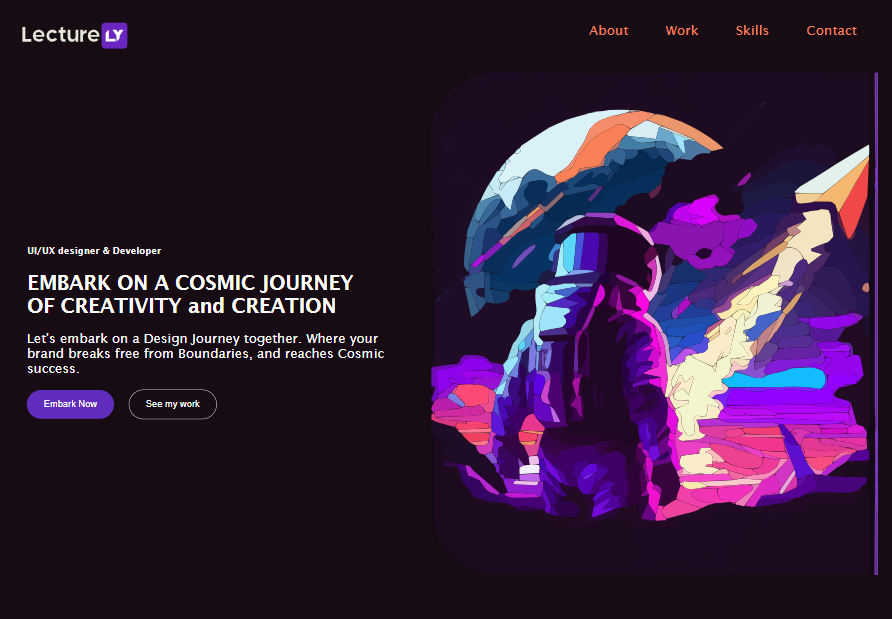 Lecture LY
About Work Skills Contact
UI/UX designer & Developer
EMBARK ON A COSMIC JOURNEY
OF CREATIVITY and CREATION
Let's embark on a Design Journey together. Where your
brand breaks free from Boundaries, and reaches Cosmic
success.
Embark Now See my work